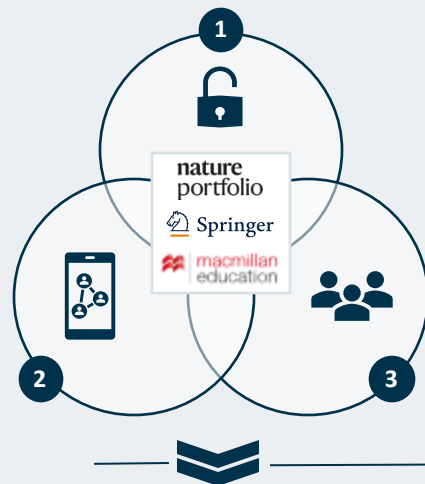 1
nature
portfolio
Springer
macmillan
education
2
3